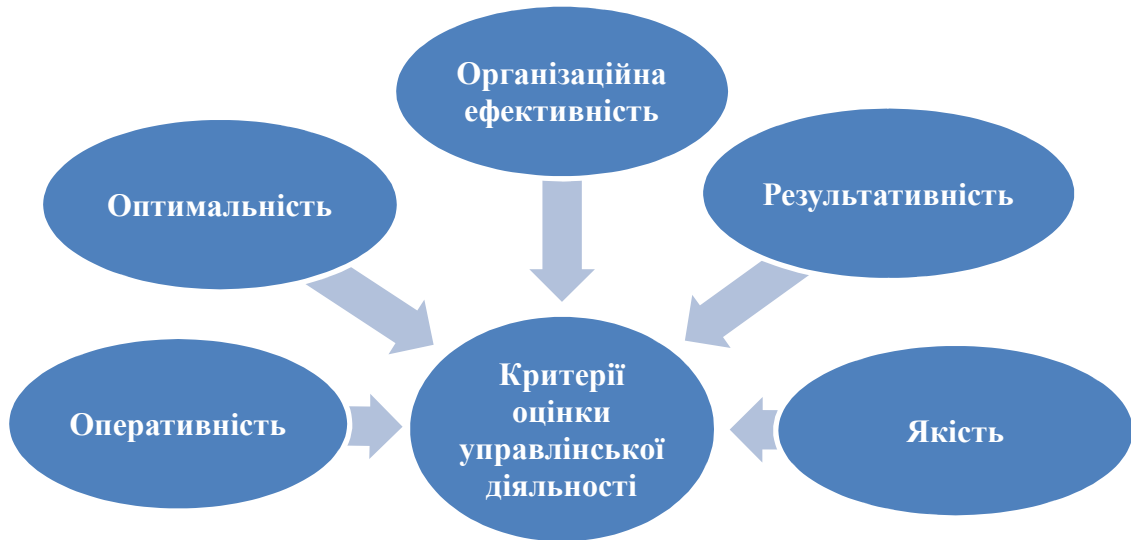 Організаційна
ефективність
Оптимальність
Результативність
Оперативність
Критерії
оцінки
управлінської
діяльності
Якість